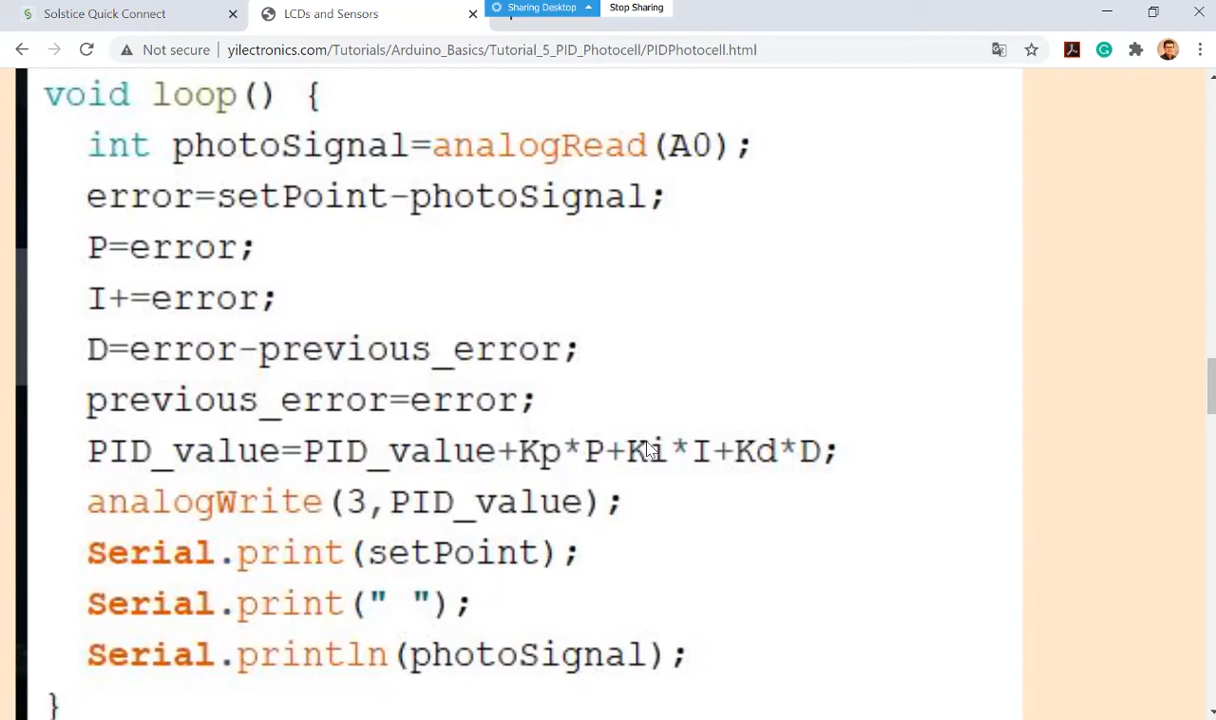 Solstice Quick Connect
LCDs and Sensors
Sharing Desktop
Stop Sharing
Not secure
yilectronics.com/Tutorials/Arduino_Basics/Tutorial_5_PID_Photocell/PIDPhotocell.html
void loop() {
int photoSignal=analogRead(A0);
error=setPoint-photoSignal;
P=error;
I+=error;
D=error-previous_error;
previous_error=error;
PID_value=PID_value+Kp*P+Ki*I+Kd*D;
analogWrite(3,PID_value);
Serial.print(setPoint);
Serial.print(" ");
Serial.println(photoSignal);
}